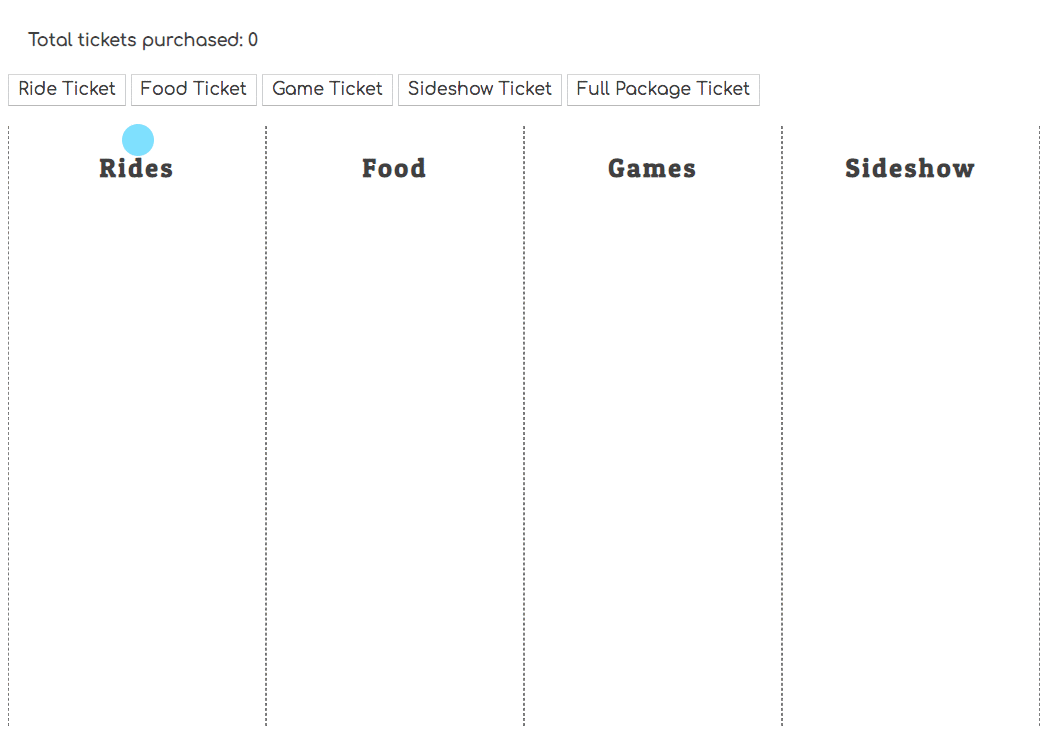 Total tickets purchased: 0
Ride Ticket Food Ticket Game Ticket Sideshow Ticket Full Package Ticket
Rides Food Games Sideshow